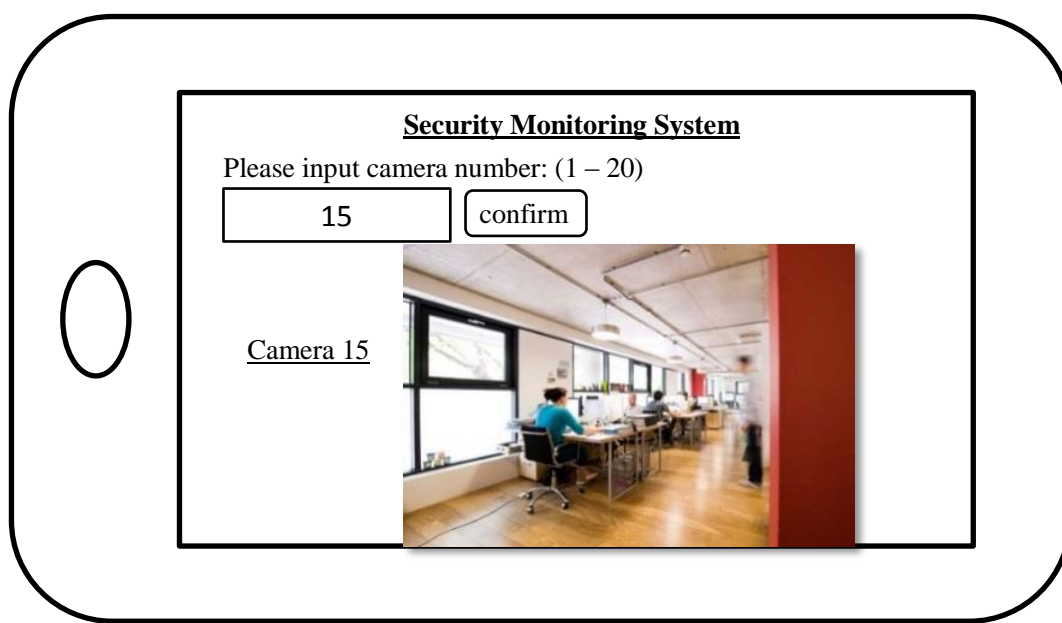 Security Monitoring System
Please input camera number: (1 – 20)
15 confirm
Camera 15